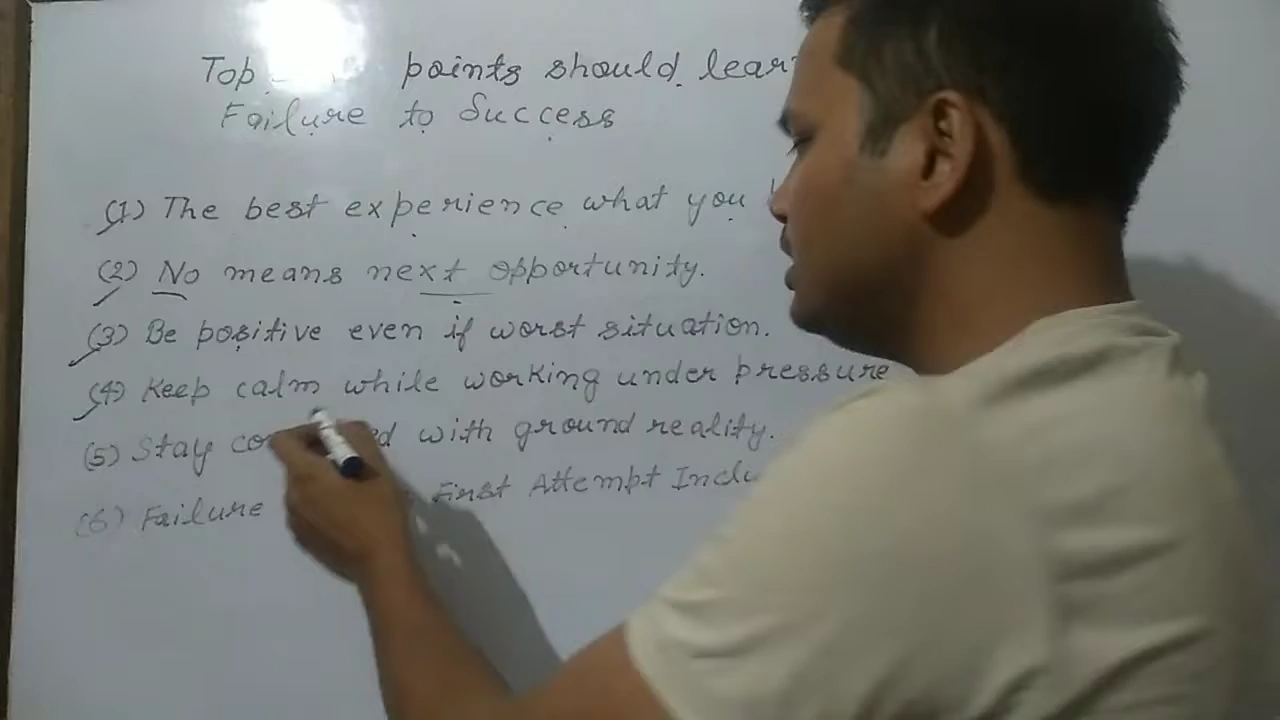 Top points should lear
Failure to Success
(1) The best experience what you
(2) No means next opportunity.
(3) Be positive even if worst situation.
(4) Keep calm while working under pressure
(5) Stay with ground reality.
(6) Failure First Attempt Inclu